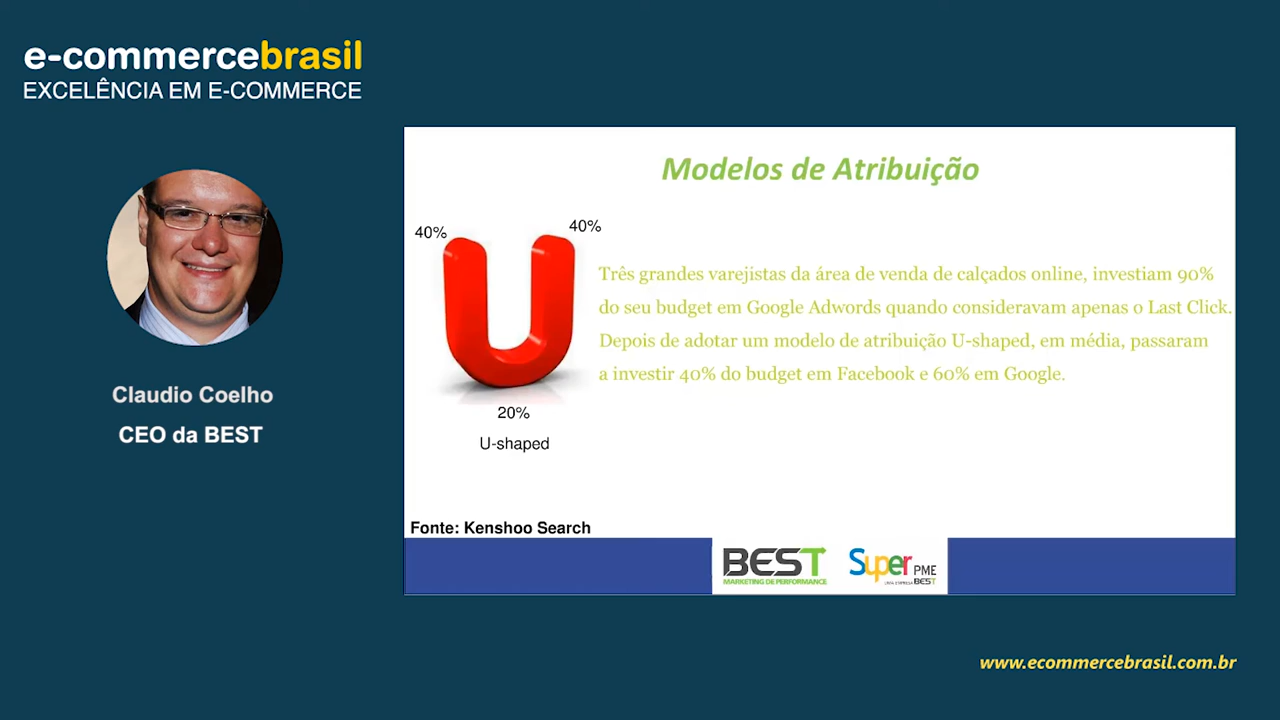 e-commercebrasil
EXCELÊNCIA EM E-COMMERCE
Claudio Coelho
CEO da BEST
Modelos de Atribuição
40%
40%
20%
U-shaped
Três grandes varejistas da área de venda de calçados online, investiam 90%
do seu budget em Google Adwords quando consideravam apenas o Last Click.
Depois de adotar um modelo de atribuição U-shaped, em média, passaram
a investir 40% do budget em Facebook e 60% em Google.
Fonte: Kenshoo Search
BEST
MARKETING DE PERFORMANCE
Super PME
UMA EMPRESA BEST
www.ecommercebrasil.com.br